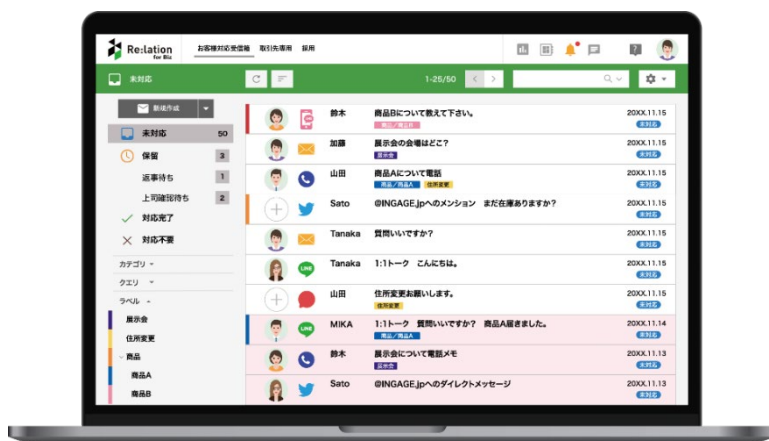 Re:lation
for Biz
お客様対応受信箱 取引先専用 採用
未対応
1-25/50
新規作成
未対応 50
保留 3
返事待ち 1
上司確認待ち 2
対応完了
対応不要
カテゴリ
クエリ
ラベル
展示会
住所変更
商品
商品A
商品B
鈴木 商品Bについて教えて下さい。 20XX.11.15
商品/商品B 未対応
加藤 展示会の会場はどこ? 20XX.11.15
展示会 未対応
山田 商品Aについて電話 20XX.11.15
商品/商品A 住所変更 未対応
Sato @INGAGE.jpへのメンション まだ在庫ありますか? 20XX.11.15
未対応
Tanaka 質問いいですか? 20XX.11.15
未対応
LINE Tanaka 1:1トーク こんにちは。 20XX.11.15
未対応
山田 住所変更お願いします。 20XX.11.15
住所変更 未対応
LINE MIKA 1:1トーク 質問いいですか? 商品A届きました。 20XX.11.14
商品/商品A 未対応
鈴木 展示会について電話メモ 20XX.11.13
展示会 未対応
Sato @INGAGE.jpへのダイレクトメッセージ 20XX.11.13
未対応